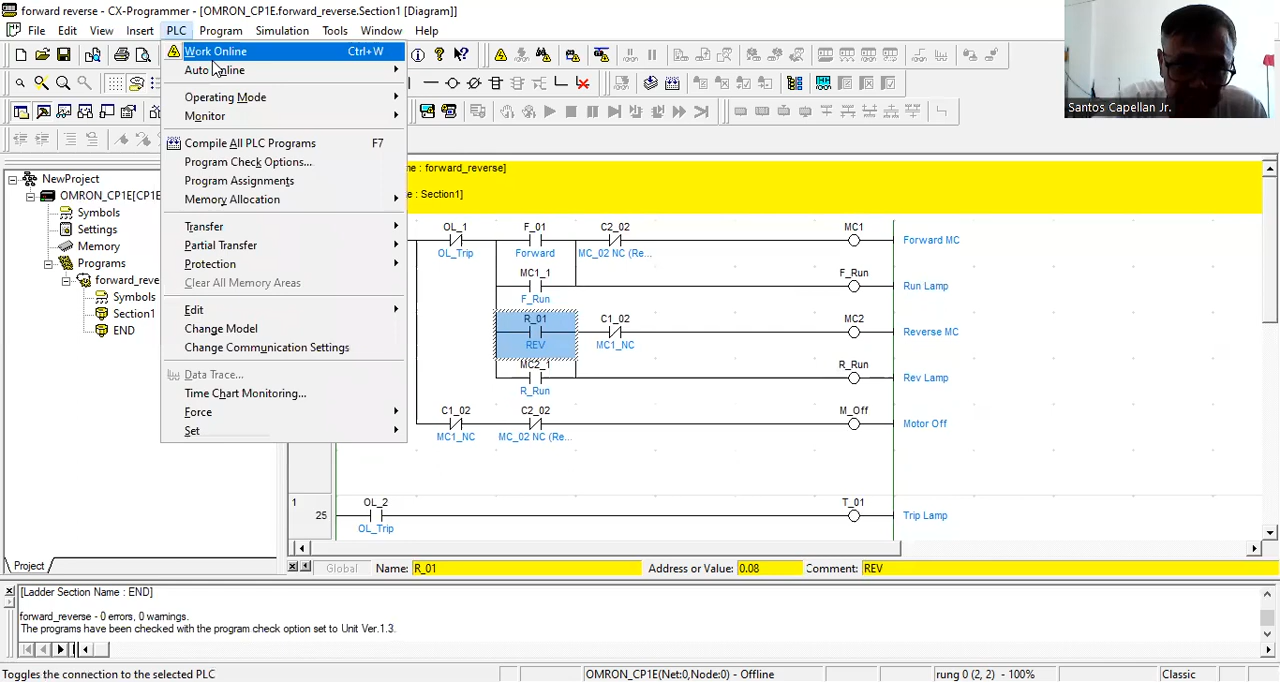 forward reverse - CX-Programmer - [OMRON_CP1E.forward_reverse.Section1 [Diagram]]
File Edit View Insert PLC Program Simulation Tools Window Help
Work Online Ctrl+W
Auto Online
Operating Mode
Monitor
Compile All PLC Programs F7
Program Check Options...
Program Assignments
Memory Allocation
Transfer
Partial Transfer
Protection
Clear All Memory Areas
Edit
Change Model
Change Communication Settings
Data Trace...
Time Chart Monitoring...
Force
Set
Santos Capellan Jr.
NewProject
OMRON_CP1E[CP1E
Symbols
Settings
Memory
Programs
forward_reve
Symbols
Section1
END
Project
: forward_reverse]
: Section1]
OL_1 F_01 C2_02 MC1
OL_Trip Forward MC_02 NC (Re... Forward MC
MC1_1 F_Run
F_Run Run Lamp
R_01 C1_02 MC2
REV MC1_NC Reverse MC
MC2_1 R_Run
R_Run Rev Lamp
C1_02 C2_02 M_Off
MC1_NC MC_02 NC (Re... Motor Off
1 OL_2 T_01
25 OL_Trip Trip Lamp
Global Name: R_01 Address or Value: 0.08 Comment: REV
[Ladder Section Name : END]
forward_reverse - 0 errors, 0 warnings.
The programs have been checked with the program check option set to Unit Ver.1.3.
Toggles the connection to the selected PLC OMRON_CP1E(Net:0,Node:0) - Offline rung 0 (2, 2) - 100% Classic